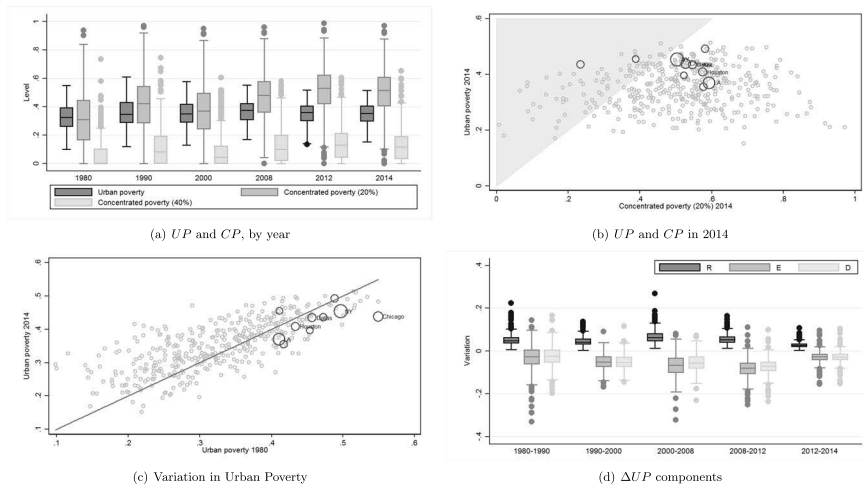 1
.8
.6
Level
.4
.2
0
1980 1990 2000 2008 2012 2014
Urban poverty Concentrated poverty (20%)
Concentrated poverty (40%)
(a) UP and CP, by year
.6
Urban poverty 2014
.4
.2
0
Houston
0 .2 .4 .6 .8 1
Concentrated poverty (20%) 2014
(b) UP and CP in 2014
.6
.5
Urban poverty 2014
.4
.3
.2
.1
NY
Chicago
Dallas
Houston
LA
.1 .2 .3 .4 .5 .6
Urban poverty 1980
(c) Variation in Urban Poverty
R E D
.4
.2
Variation
0
-.2
-.4
1980-1990 1990-2000 2000-2008 2008-2012 2012-2014
(d) ΔUP components